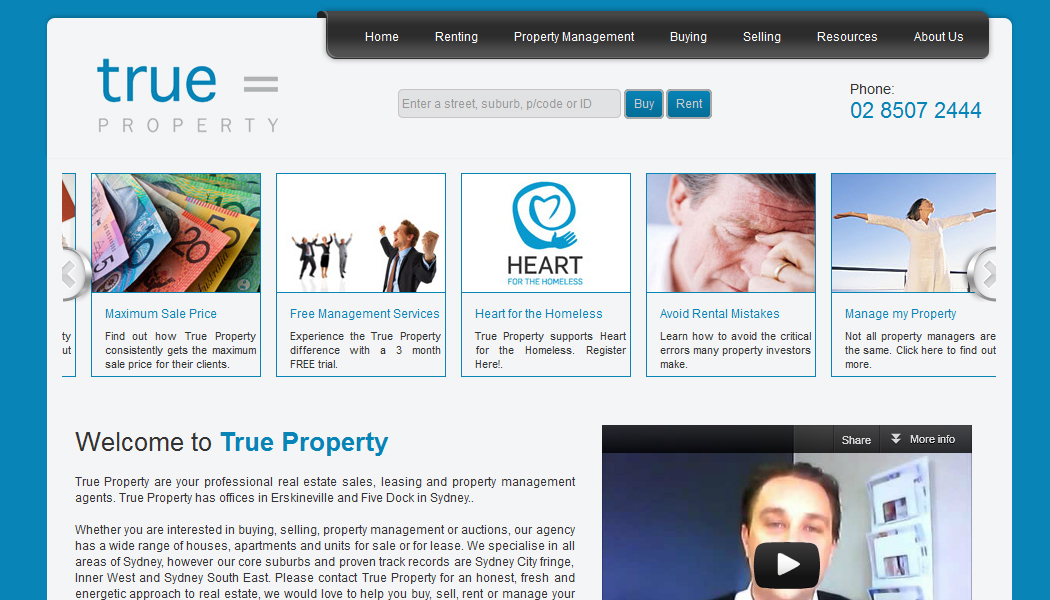 Home Renting Property Management Buying Selling Resources About Us
true =
PROPERTY
Enter a street, suburb, p/code or ID Buy Rent
Phone:
02 8507 2444
ty
ut
Maximum Sale Price
Find out how True Property
consistently gets the maximum
sale price for their clients.
Free Management Services
Experience the True Property
difference with a 3 month
FREE trial.
HEART
FOR THE HOMELESS
Heart for the Homeless
True Property supports Heart
for the Homeless. Register
Here!.
Avoid Rental Mistakes
Learn how to avoid the critical
errors many property investors
make.
Manage my Property
Not all property managers are
the same. Click here to find out
more.
Welcome to True Property
True Property are your professional real estate sales, leasing and property management
agents. True Property has offices in Erskineville and Five Dock in Sydney..
Whether you are interested in buying, selling, property management or auctions, our agency
has a wide range of houses, apartments and units for sale or for lease. We specialise in all
areas of Sydney, however our core suburbs and proven track records are Sydney City fringe,
Inner West and Sydney South East. Please contact True Property for an honest, fresh and
energetic approach to real estate, we would love to help you buy, sell, rent or manage your
Share More info